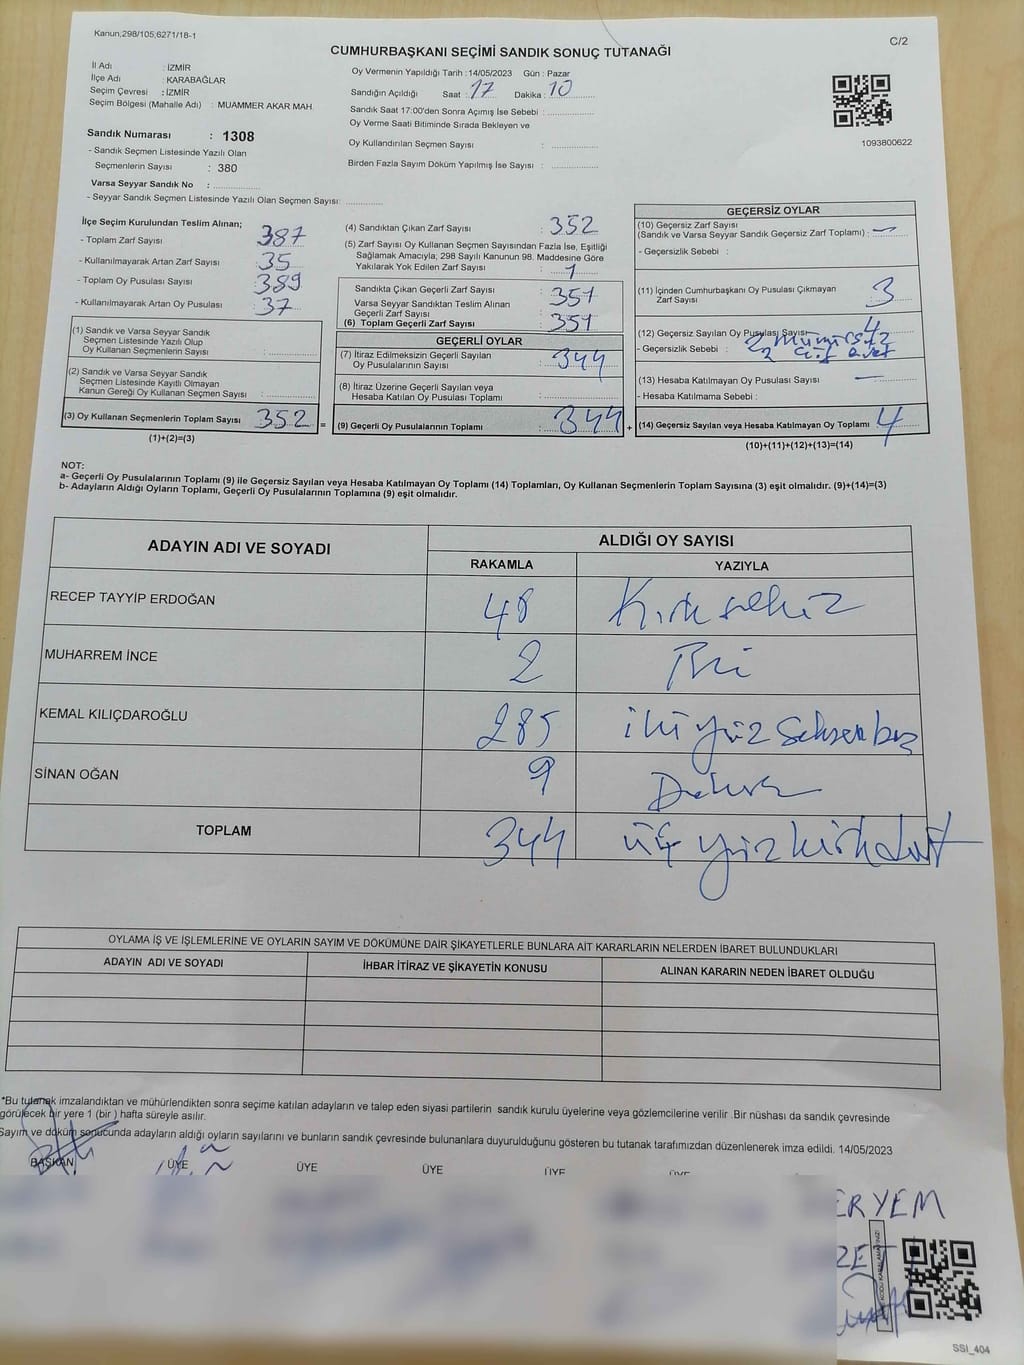 Kanun,298/105,6271/18-1
C/2
CUMHURBAŞKANI SEÇİMİ SANDIK SONUÇ TUTANAĞI
İl Adı : İZMİR
İlçe Adı : KARABAĞLAR
Seçim Çevresi : İZMİR
Seçim Bölgesi (Mahalle Adı) : MUAMMER AKAR MAH.
Sandık Numarası : 1308
- Sandık Seçmen Listesinde Yazılı Olan
Seçmenlerin Sayısı : 380
Varsa Seyyar Sandık No :
- Seyyar Sandık Seçmen Listesinde Yazılı Olan Seçmen Sayısı:
Oy Vermenin Yapıldığı Tarih : 14/05/2023 Gün : Pazar
Sandığın Açıldığı Saat : 17 Dakika : 10
Sandık Saat 17:00'den Sonra Açımış İse Sebebi :
Oy Verme Saati Bitiminde Sırada Bekleyen ve
Oy Kullandırılan Seçmen Sayısı :
Birden Fazla Sayım Döküm Yapılmış İse Sayısı :
1093800622
İlçe Seçim Kurulundan Teslim Alınan;
- Toplam Zarf Sayısı : 387
- Kullanılmayarak Artan Zarf Sayısı : 35
- Toplam Oy Pusulası Sayısı : 389
- Kullanılmayarak Artan Oy Pusulası : 37
(1) Sandık ve Varsa Seyyar Sandık
Seçmen Listesinde Yazılı Olup
Oy Kullanan Seçmenlerin Sayısı :
(2) Sandık ve Varsa Seyyar Sandık
Seçmen Listesinde Kayıtlı Olmayan
Kanun Gereği Oy Kullanan Seçmen Sayısı :
(3) Oy Kullanan Seçmenlerin Toplam Sayısı : 352 =
(1)+(2)=(3)
(4) Sandıktan Çıkan Zarf Sayısı : 352
(5) Zarf Sayısı Oy Kullanan Seçmen Sayısından Fazla İse, Eşitliği
Sağlamak Amacıyla; 298 Sayılı Kanunun 98. Maddesine Göre
Yakılarak Yok Edilen Zarf Sayısı : 1
Sandıkta Çıkan Geçerli Zarf Sayısı : 351
Varsa Seyyar Sandıktan Teslim Alınan
Geçerli Zarf Sayısı :
(6) Toplam Geçerli Zarf Sayısı : 351
GEÇERLİ OYLAR
(7) İtiraz Edilmeksizin Geçerli Sayılan
Oy Pusulalarının Sayısı : 344
(8) İtiraz Üzerine Geçerli Sayılan veya
Hesaba Katılan Oy Pusulası Toplamı :
(9) Geçerli Oy Pusulalarının Toplamı : 344 +
GEÇERSİZ OYLAR
(10) Geçersiz Zarf Sayısı
(Sandık ve Varsa Seyyar Sandık Geçersiz Zarf Toplamı) : —
- Geçersizlik Sebebi :
(11) İçinden Cumhurbaşkanı Oy Pusulası Çıkmayan
Zarf Sayısı : 3
(12) Geçersiz Sayılan Oy Pusulası Sayısı : 4
- Geçersizlik Sebebi : 2 Mühürsüz
2 çift evet
(13) Hesaba Katılmayan Oy Pusulası Sayısı : —
- Hesaba Katılmama Sebebi :
(14) Geçersiz Sayılan veya Hesaba Katılmayan Oy Toplamı : 4
(10)+(11)+(12)+(13)=(14)
NOT:
a- Geçerli Oy Pusulalarının Toplamı (9) ile Geçersiz Sayılan veya Hesaba Katılmayan Oy Toplamı (14) Toplamları, Oy Kullanan Seçmenlerin Toplam Sayısına (3) eşit olmalıdır. (9)+(14)=(3)
b- Adayların Aldığı Oyların Toplamı, Geçerli Oy Pusulalarının Toplamına (9) eşit olmalıdır.
ADAYIN ADI VE SOYADI ALDIĞI OY SAYISI
RAKAMLA YAZIYLA
RECEP TAYYİP ERDOĞAN 48 Kırksekiz
MUHARREM İNCE 2 İki
KEMAL KILIÇDAROĞLU 285 ikiyüz Seksenbeş
SİNAN OĞAN 9 Dokuz
TOPLAM 344 üç yüz kırkdört
OYLAMA İŞ VE İŞLEMLERİNE VE OYLARIN SAYIM VE DÖKÜMÜNE DAİR ŞİKAYETLERLE BUNLARA AİT KARARLARIN NELERDEN İBARET BULUNDUKLARI
ADAYIN ADI VE SOYADI İHBAR İTİRAZ VE ŞİKAYETİN KONUSU ALINAN KARARIN NEDEN İBARET OLDUĞU
*Bu tutanak imzalandıktan ve mühürlendikten sonra seçime katılan adayların ve talep eden siyasi partilerin sandık kurulu üyelerine veya gözlemcilerine verilir .Bir nüshası da sandık çevresinde
görülecek bir yere 1 (bir ) hafta süreyle asılır.
Sayım ve döküm sonucunda adayların aldığı oyların sayılarını ve bunların sandık çevresinde bulunanlara duyurulduğunu gösteren bu tutanak tarafımızdan düzenlenerek imza edildi. 14/05/2023
BAŞKAN ÜYE ÜYE ÜYE ÜYE ÜYE
ERYEM
ZE
SSİ_404